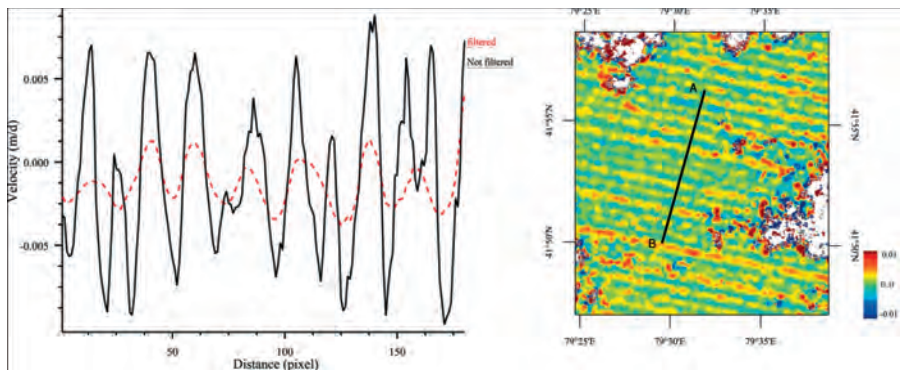 filtered
Not filtered
0.005
0.000
-0.005
Velocity (m/d)
50
100
150
Distance (pixel)
79°25'E
79°30'E
79°35'E
A
B
41°55'N
41°50'N
41°55'N
41°50'N
79°25'E
79°30'E
79°35'E
0.01
-0.01